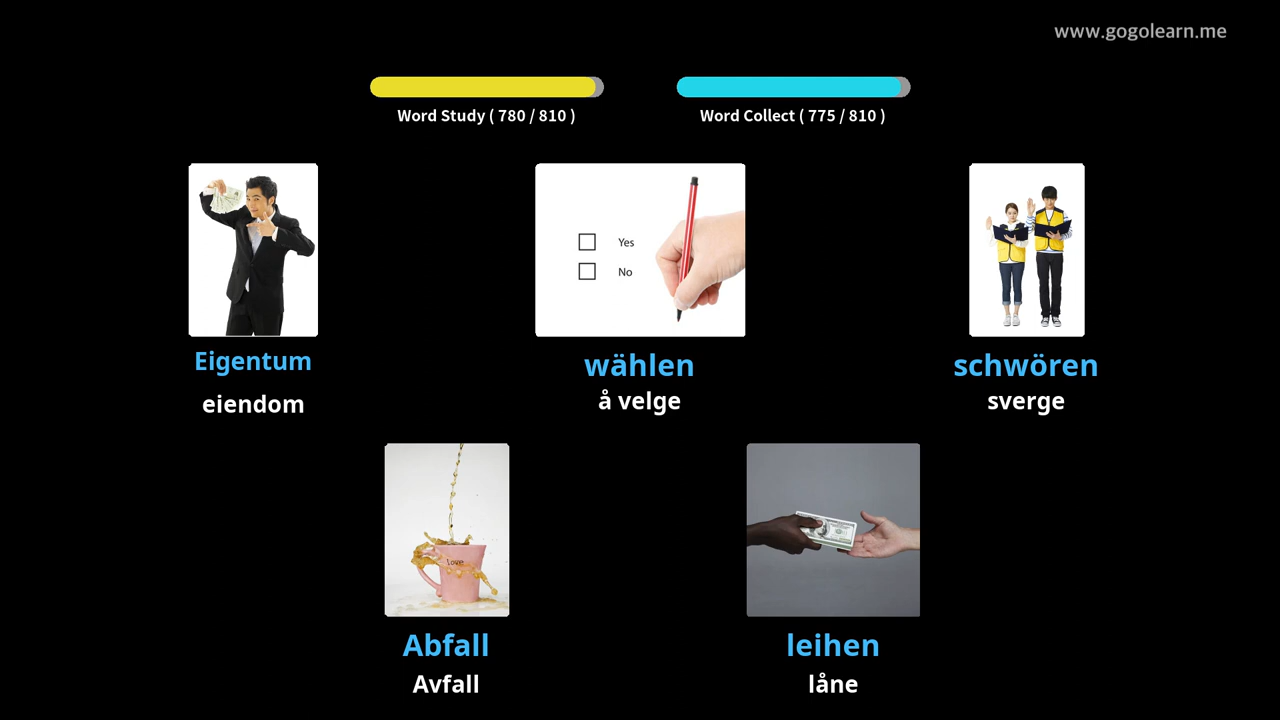 www.gogolearn.me
Word Study ( 780 / 810 )
Word Collect ( 775 / 810 )
Yes
No
Eigentum
wählen
schwören
eiendom
å velge
sverge
love
Abfall
leihen
Avfall
låne